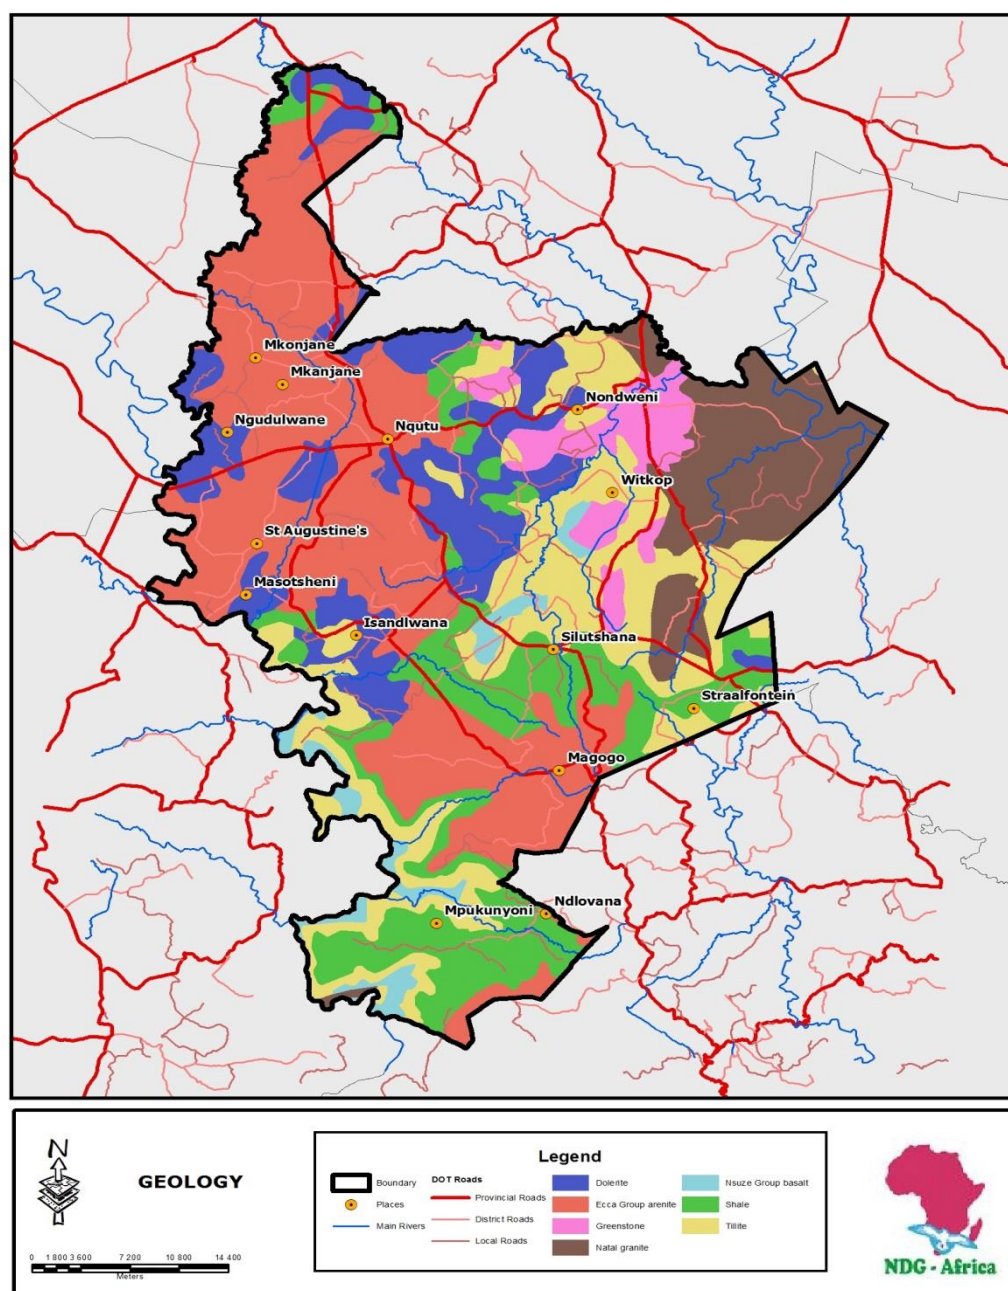 Mkonjane
Mkanjane
Ngudulwane
Nqutu
Nondweni
Witkop
St Augustine's
Masotsheni
Isandlwana
Silutshana
Straalfontein
Magogo
Mpukunyoni
Ndlovana
N
GEOLOGY
0 1 800 3 600 7 200 10 800 14 400
Meters
Legend
Boundary
Places
Main Rivers
DOT Roads
Provincial Roads
District Roads
Local Roads
Dolerite
Ecca Group arenite
Greenstone
Natal granite
Nsuze Group basalt
Shale
Tillite
NDG - Africa